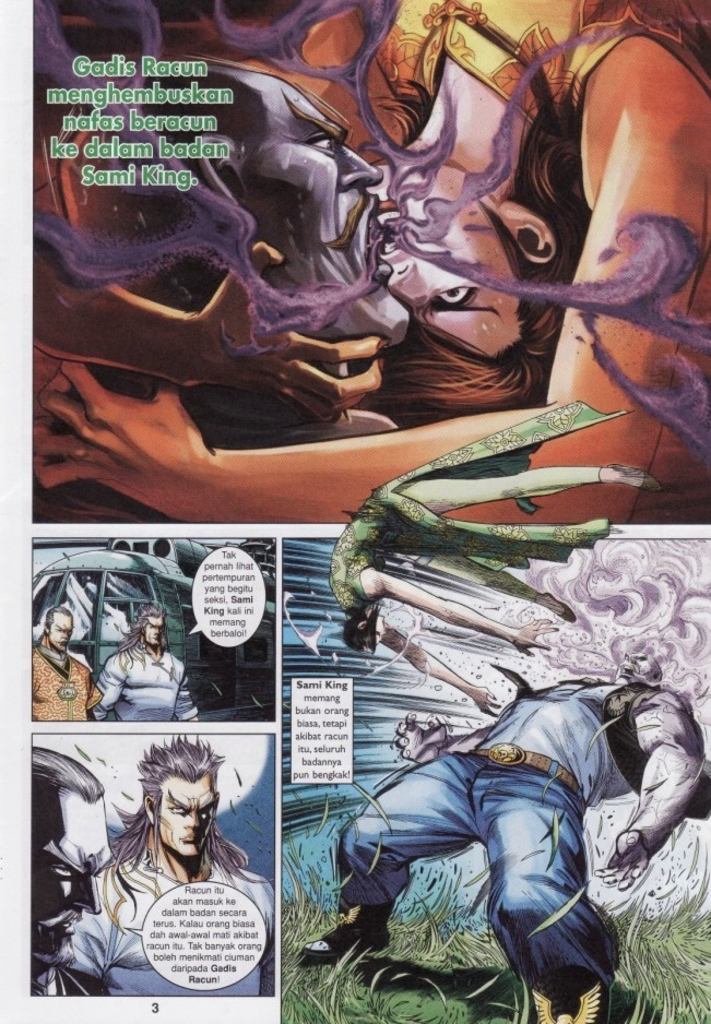 Gadis Racun
menghembuskan
nafas beracun
ke dalam badan
Sami King.
Tak
pernah lihat
pertempuran
yang begitu
seksi, Sami
King kali ini
memang
berbaloi!
Sami King
memang
bukan orang
biasa, tetapi
akibat racun
itu, seluruh
badannya
pun bengkak!
Racun itu
akan masuk ke
dalam badan secara
terus. Kalau orang biasa
dah awal-awal mati akibat
racun itu. Tak banyak orang
boleh menikmati ciuman
daripada Gadis
Racun!
3